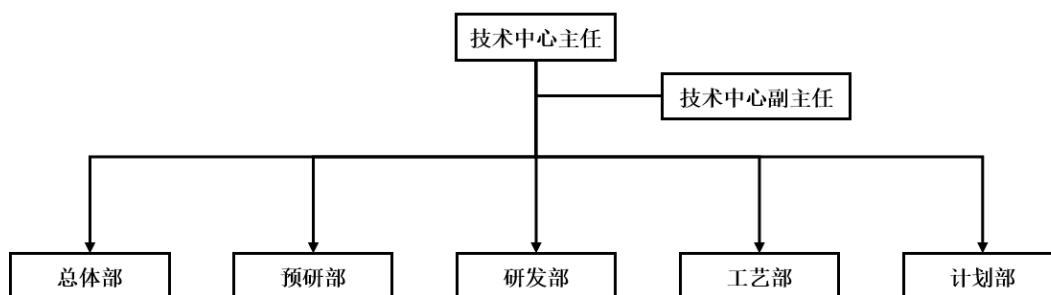 技术中心主任
技术中心副主任
总体部
预研部
研发部
工艺部
计划部